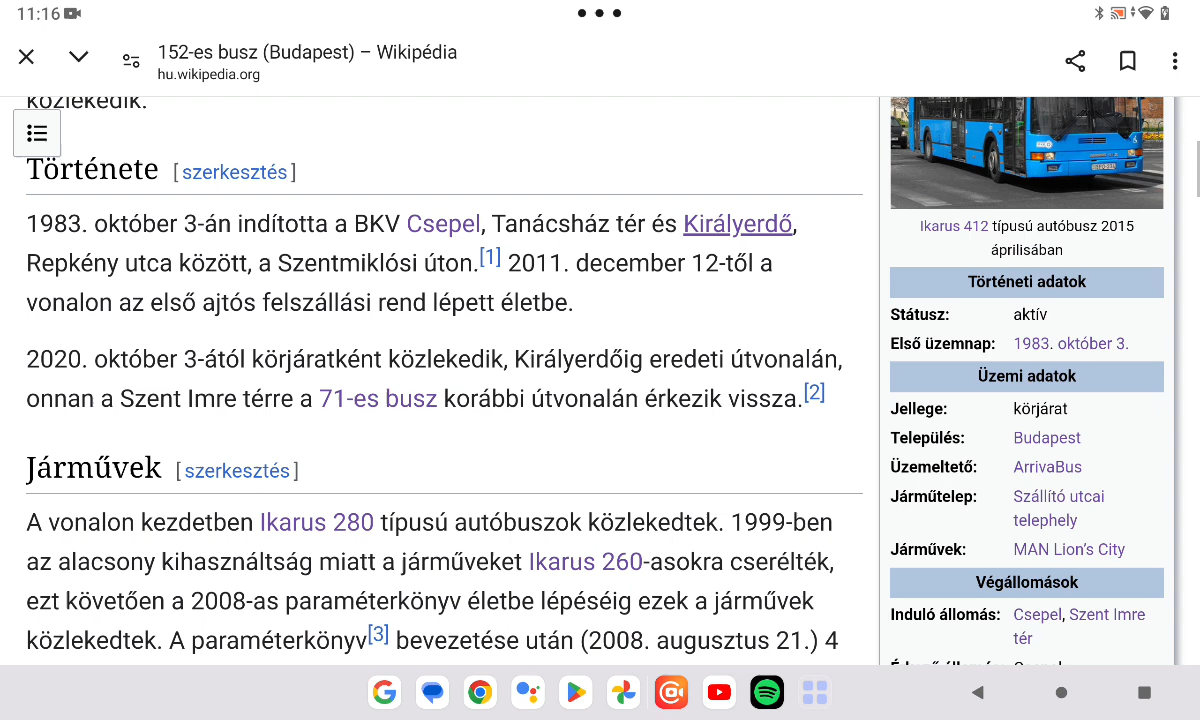 11:16
152-es busz (Budapest) – Wikipédia
hu.wikipedia.org
közlekedik.
Története [szerkesztés]
1983. október 3-án indította a BKV Csepel, Tanácsház tér és Királyerdő,
Repkény utca között, a Szentmiklósi úton.[1] 2011. december 12-től a
vonalon az első ajtós felszállási rend lépett életbe.
2020. október 3-ától körjáratként közlekedik, Királyerdőig eredeti útvonalán,
onnan a Szent Imre térre a 71-es busz korábbi útvonalán érkezik vissza.[2]
Járművek [szerkesztés]
A vonalon kezdetben Ikarus 280 típusú autóbuszok közlekedtek. 1999-ben
az alacsony kihasználtság miatt a járműveket Ikarus 260-asokra cserélték,
ezt követően a 2008-as paraméterkönyv életbe lépéséig ezek a járművek
közlekedtek. A paraméterkönyv[3] bevezetése után (2008. augusztus 21.) 4
Ikarus 412 típusú autóbusz 2015
áprilisában
Történeti adatok
Státusz: aktív
Első üzemnap: 1983. október 3.
Üzemi adatok
Jellege: körjárat
Település: Budapest
Üzemeltető: ArrivaBus
Járműtelep: Szállító utcai
telephely
Járművek: MAN Lion's City
Végállomások
Induló állomás: Csepel, Szent Imre
tér